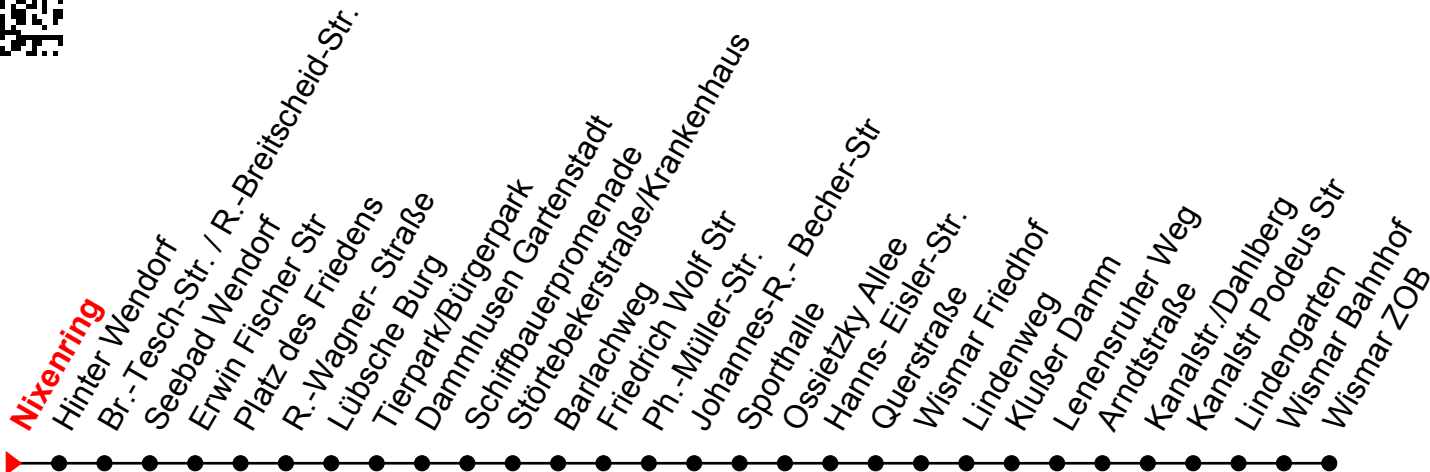 Nixenring
Hinter Wendorf
Br.-Tesch-Str. / R.-Breitscheid-Str.
Seebad Wendorf
Erwin Fischer Str
Platz des Friedens
R.-Wagner- Straße
Lübsche Burg
Tierpark/Bürgerpark
Dammhusen Gartenstadt
Schiffbauerpromenade
Störtebekerstraße/Krankenhaus
Barlachweg
Friedrich Wolf Str
Ph.-Müller-Str.
Johannes-R.- Becher-Str
Sporthalle
Ossietzky Allee
Hanns- Eisler-Str.
Querstraße
Wismar Friedhof
Lindenweg
Klußer Damm
Lenensruher Weg
Arndtstraße
Kanalstr./Dahlberg
Kanalstr Podeus Str
Lindengarten
Wismar Bahnhof
Wismar ZOB